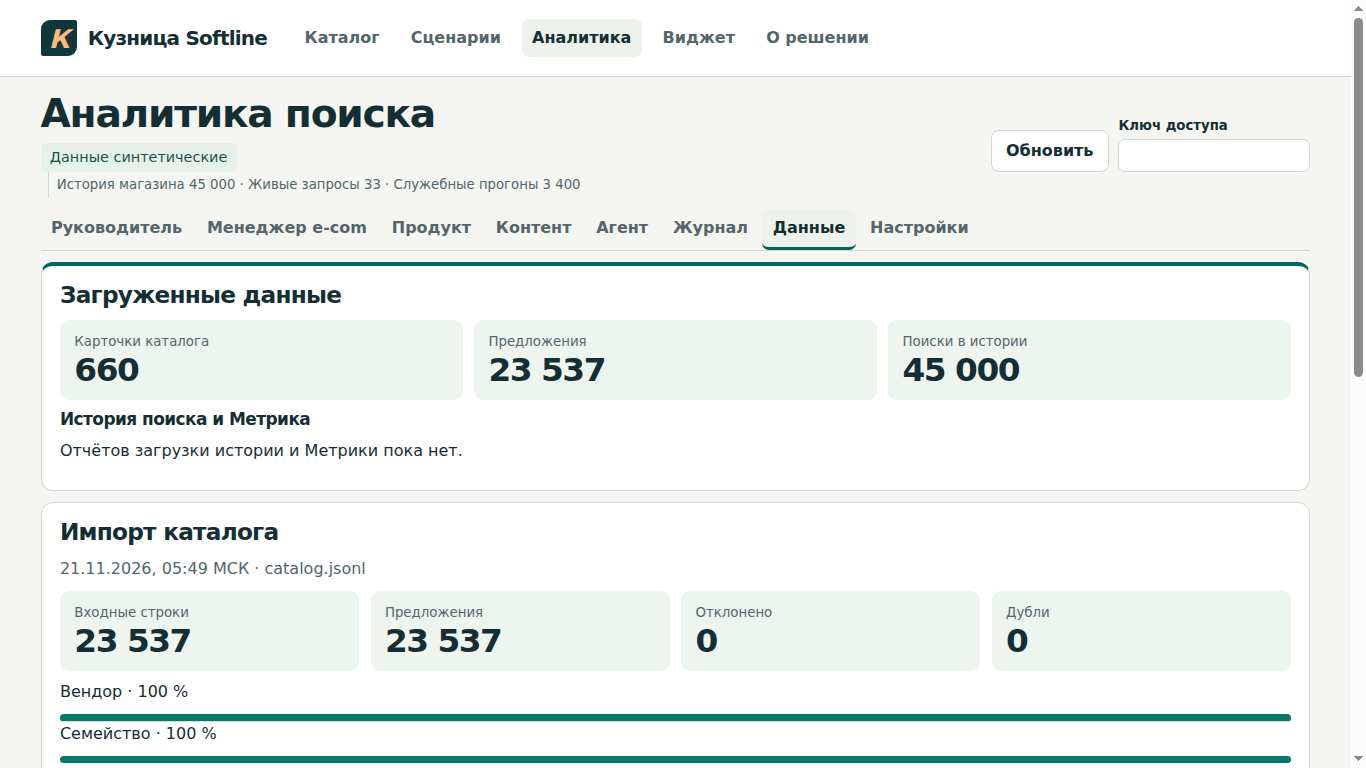 К Кузница Softline Каталог Сценарии Аналитика Виджет О решении
Аналитика поиска
Данные синтетические
История магазина 45 000 · Живые запросы 33 · Служебные прогоны 3 400
Обновить
Ключ доступа
Руководитель Менеджер e-com Продукт Контент Агент Журнал Данные Настройки
Загруженные данные
Карточки каталога
660
Предложения
23 537
Поиски в истории
45 000
История поиска и Метрика
Отчётов загрузки истории и Метрики пока нет.
Импорт каталога
21.11.2026, 05:49 МСК · catalog.jsonl
Входные строки
23 537
Предложения
23 537
Отклонено
0
Дубли
0
Вендор · 100 %
Семейство · 100 %